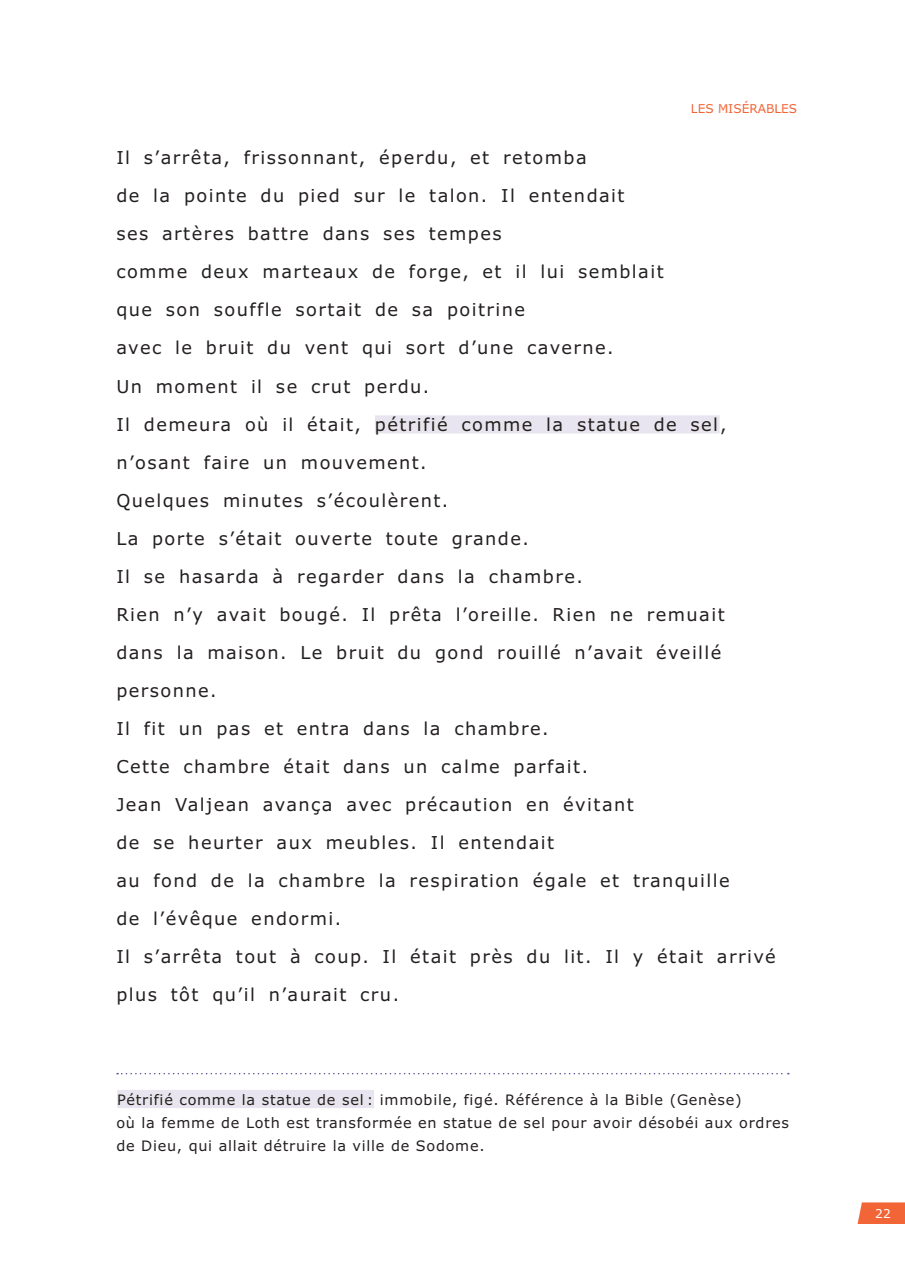 LES MISÉRABLES
Il s’arrêta, frissonnant, éperdu, et retomba
de la pointe du pied sur le talon. Il entendait
ses artères battre dans ses tempes
comme deux marteaux de forge, et il lui semblait
que son souffle sortait de sa poitrine
avec le bruit du vent qui sort d’une caverne.
Un moment il se crut perdu.
Il demeura où il était, pétrifié comme la statue de sel,
n’osant faire un mouvement.
Quelques minutes s’écoulèrent.
La porte s’était ouverte toute grande.
Il se hasarda à regarder dans la chambre.
Rien n’y avait bougé. Il prêta l’oreille. Rien ne remuait
dans la maison. Le bruit du gond rouillé n’avait éveillé
personne.
Il fit un pas et entra dans la chambre.
Cette chambre était dans un calme parfait.
Jean Valjean avança avec précaution en évitant
de se heurter aux meubles. Il entendait
au fond de la chambre la respiration égale et tranquille
de l’évêque endormi.
Il s’arrêta tout à coup. Il était près du lit. Il y était arrivé
plus tôt qu’il n’aurait cru.
Pétrifié comme la statue de sel : immobile, figé. Référence à la Bible (Genèse)
où la femme de Loth est transformée en statue de sel pour avoir désobéi aux ordres
de Dieu, qui allait détruire la ville de Sodome.
22